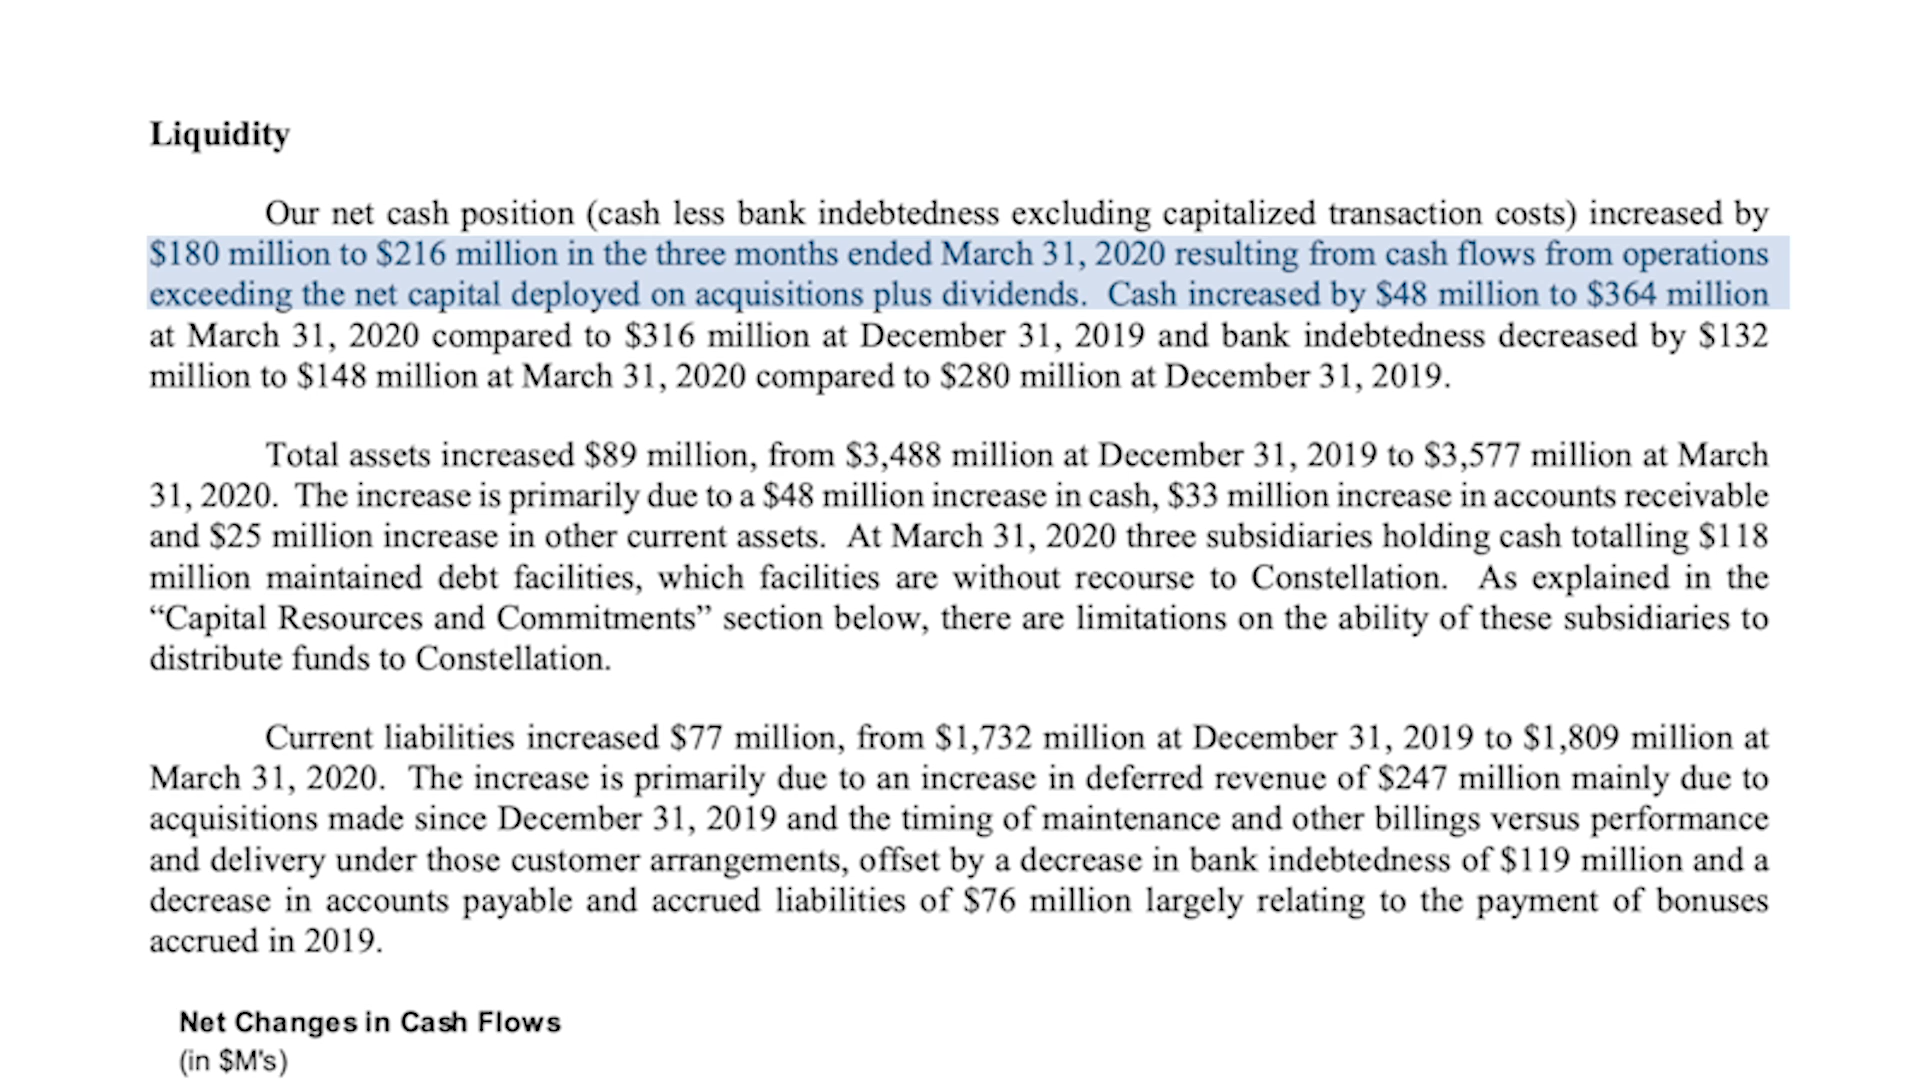 Liquidity
Our net cash position (cash less bank indebtedness excluding capitalized transaction costs) increased by
$180 million to $216 million in the three months ended March 31, 2020 resulting from cash flows from operations
exceeding the net capital deployed on acquisitions plus dividends.  Cash increased by $48 million to $364 million
at March 31, 2020 compared to $316 million at December 31, 2019 and bank indebtedness decreased by $132
million to $148 million at March 31, 2020 compared to $280 million at December 31, 2019.
Total assets increased $89 million, from $3,488 million at December 31, 2019 to $3,577 million at March
31, 2020.  The increase is primarily due to a $48 million increase in cash, $33 million increase in accounts receivable
and $25 million increase in other current assets.  At March 31, 2020 three subsidiaries holding cash totalling $118
million maintained debt facilities, which facilities are without recourse to Constellation.  As explained in the
“Capital Resources and Commitments” section below, there are limitations on the ability of these subsidiaries to
distribute funds to Constellation.
Current liabilities increased $77 million, from $1,732 million at December 31, 2019 to $1,809 million at
March 31, 2020.  The increase is primarily due to an increase in deferred revenue of $247 million mainly due to
acquisitions made since December 31, 2019 and the timing of maintenance and other billings versus performance
and delivery under those customer arrangements, offset by a decrease in bank indebtedness of $119 million and a
decrease in accounts payable and accrued liabilities of $76 million largely relating to the payment of bonuses
accrued in 2019.
Net Changes in Cash Flows
(in $M's)